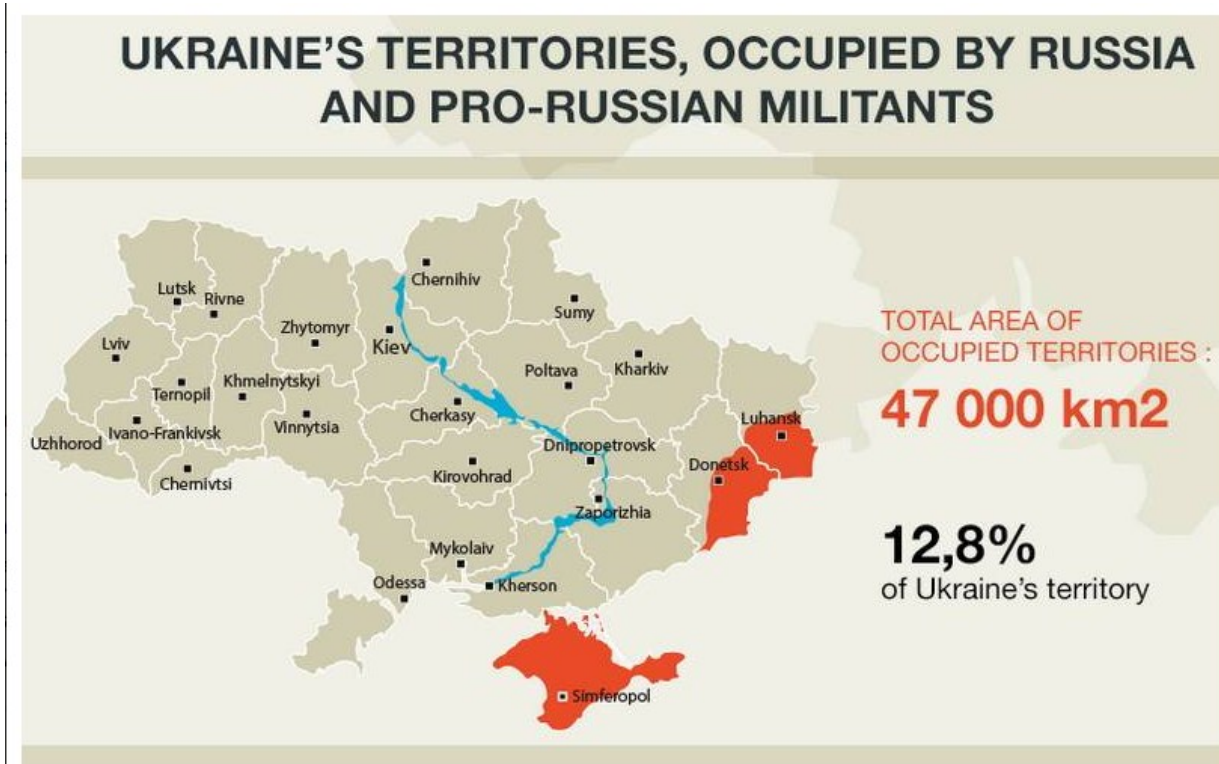 UKRAINE'S TERRITORIES, OCCUPIED BY RUSSIA
AND PRO-RUSSIAN MILITANTS
Chernihiv
Lutsk
Rivne
Sumy
Zhytomyr
Kiev
Lviv
Kharkiv
Poltava
Khmelnytskyi
Ternopil
Cherkasy
Luhansk
Ivano-Frankivsk
Vinnytsia
Uzhhorod
Dnipropetrovsk
Donetsk
Kirovohrad
Chernivtsi
Zaporizhia
Mykolaiv
Odessa
Kherson
Simferopol
TOTAL AREA OF
OCCUPIED TERRITORIES :
47 000 km2
12,8%
of Ukraine's territory